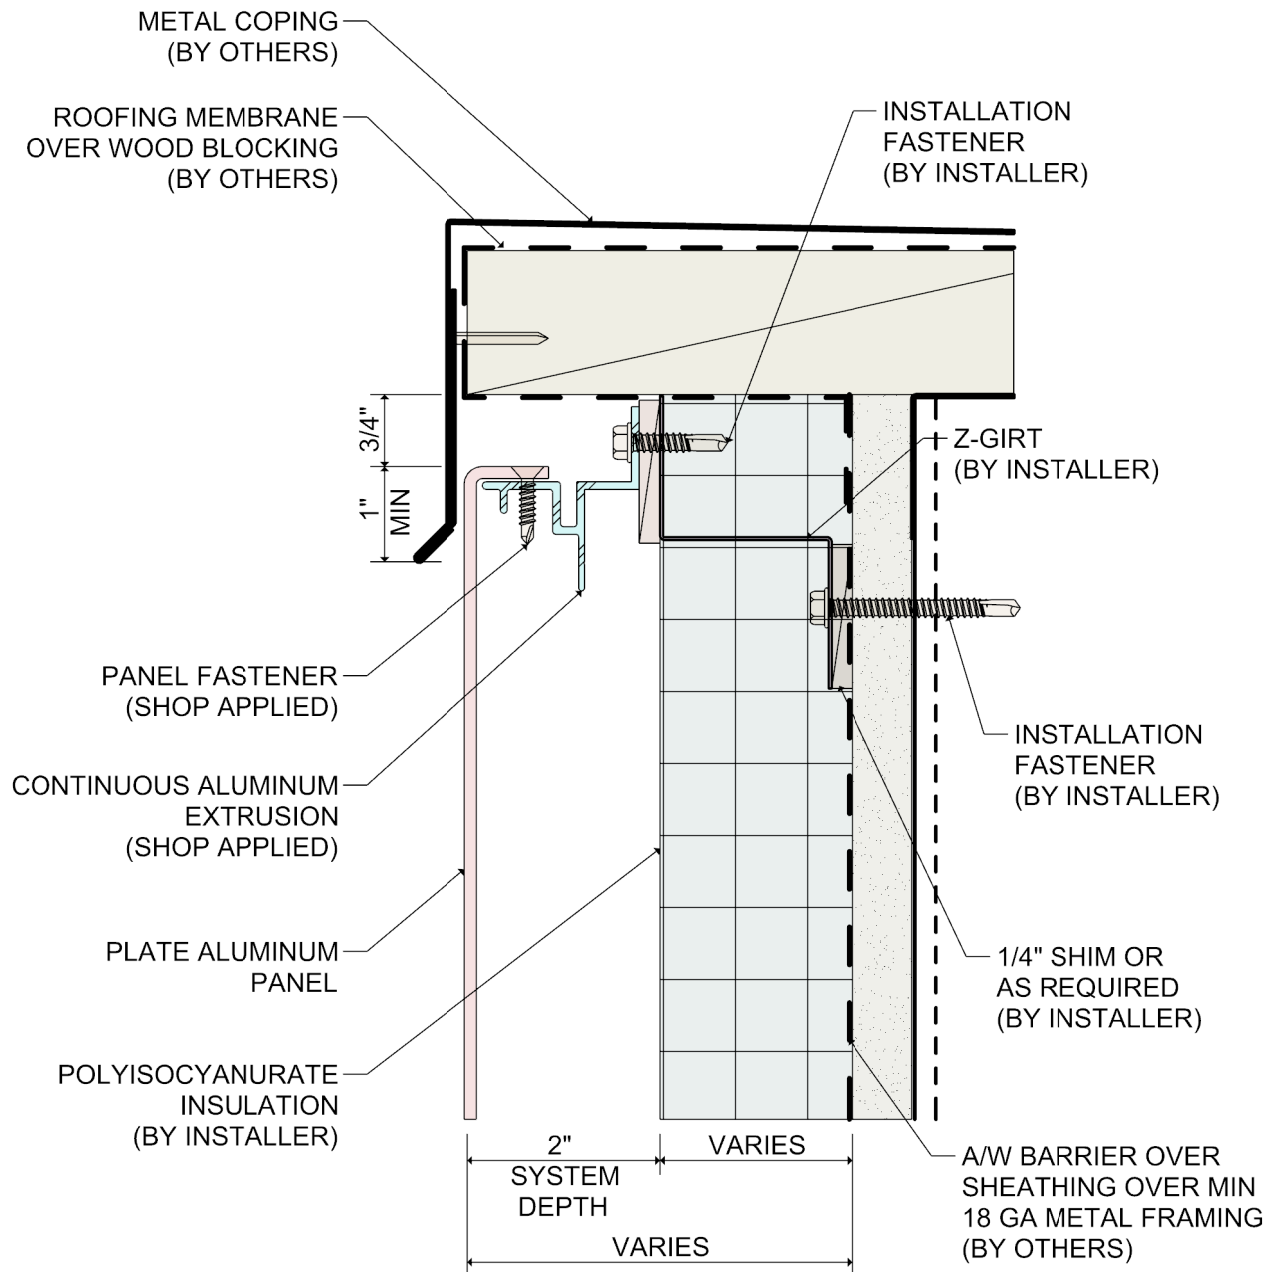 METAL COPING
(BY OTHERS)
ROOFING MEMBRANE
OVER WOOD BLOCKING
(BY OTHERS)
INSTALLATION
FASTENER
(BY INSTALLER)
3/4"
1"
MIN
Z-GIRT
(BY INSTALLER)
PANEL FASTENER
(SHOP APPLIED)
CONTINUOUS ALUMINUM
EXTRUSION
(SHOP APPLIED)
INSTALLATION
FASTENER
(BY INSTALLER)
PLATE ALUMINUM
PANEL
1/4" SHIM OR
AS REQUIRED
(BY INSTALLER)
POLYISOCYANURATE
INSULATION
(BY INSTALLER)
2"
SYSTEM
DEPTH
VARIES
VARIES
A/W BARRIER OVER
SHEATHING OVER MIN
18 GA METAL FRAMING
(BY OTHERS)